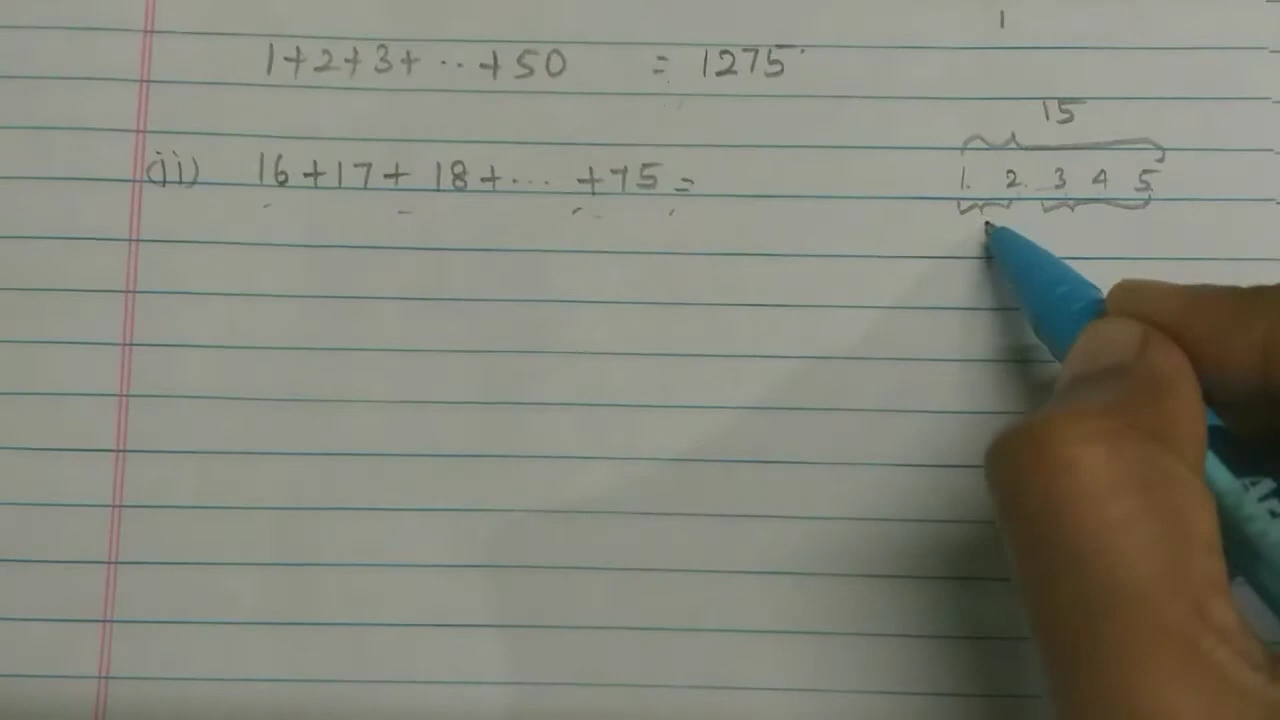 1
1+2+3+ ... +50 = 1275
15
(ii) 16+17+ 18+... +75 =
1. 2. 3 4 5